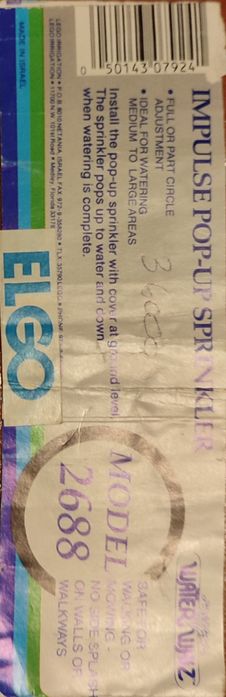 IMPULSE POP-UP SPRINKLER
• FULL OR PART CIRCLE
ADJUSTMENT
• IDEAL FOR WATERING
MEDIUM TO LARGE AREAS
Install the pop-up sprinkler with cover at ground level.
The sprinkler pops up to water and down
when watering is complete.
0 50143 07924
MADE IN ISRAEL
ELGO
WATER WHIZ
MODEL
2688
SAFE FOR
WALKING OR
MOWING -
NO SIDE SPLASH
ON WALLS OR
WALKWAYS